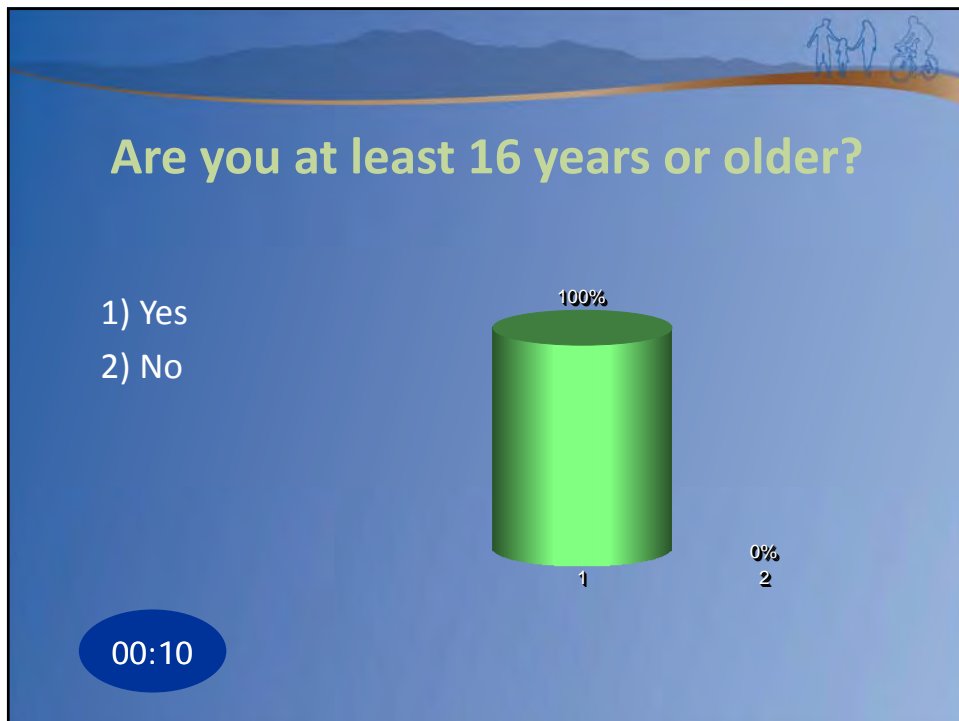 Are you at least 16 years or older?
1) Yes
2) No
100%
0%
1
2
00:10